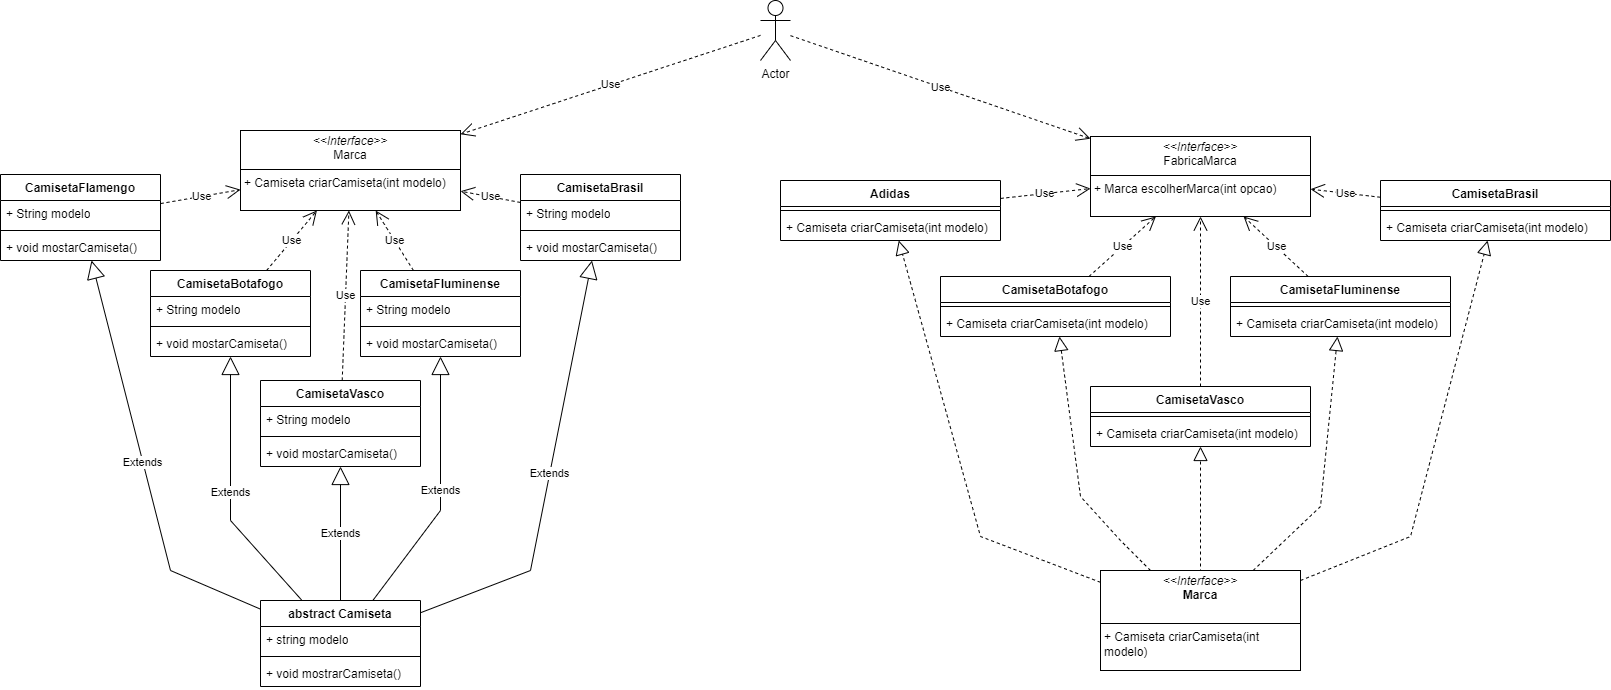 Actor
Use
Use
<<Interface>>
Marca
+ Camiseta criarCamiseta(int modelo)
CamisetaFlamengo
+ String modelo
+ void mostarCamiseta()
Use
CamisetaBrasil
+ String modelo
+ void mostarCamiseta()
Use
Use
Use
Use
CamisetaBotafogo
+ String modelo
+ void mostarCamiseta()
CamisetaFluminense
+ String modelo
+ void mostarCamiseta()
CamisetaVasco
+ String modelo
+ void mostarCamiseta()
Extends
Extends
Extends
Extends
Extends
abstract Camiseta
+ string modelo
+ void mostrarCamiseta()
<<Interface>>
FabricaMarca
+ Marca escolherMarca(int opcao)
Adidas
+ Camiseta criarCamiseta(int modelo)
Use
CamisetaBrasil
+ Camiseta criarCamiseta(int modelo)
Use
Use
Use
Use
CamisetaBotafogo
+ Camiseta criarCamiseta(int modelo)
CamisetaFluminense
+ Camiseta criarCamiseta(int modelo)
CamisetaVasco
+ Camiseta criarCamiseta(int modelo)
<<Interface>>
Marca
+ Camiseta criarCamiseta(int
modelo)